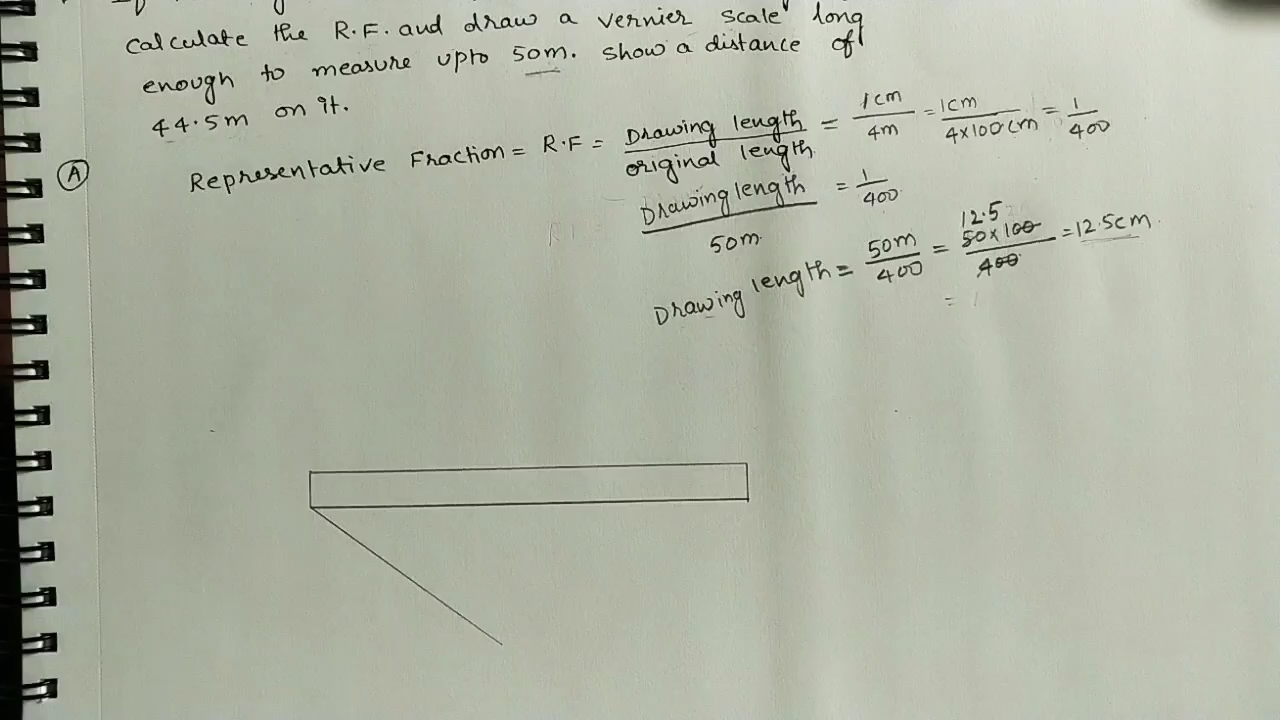 calculate the R.F. and draw a vernier scale long
enough to measure upto 50m. show a distance of
44.5m on it.
(A) Representative Fraction = R.F = Drawing length / original length = 1cm / 4m = 1cm / 4x100cm = 1 / 400
Drawing length / 50m = 1 / 400
Drawing length = 50m / 400 = 50x100 / 400 = 12.5cm.
12.5